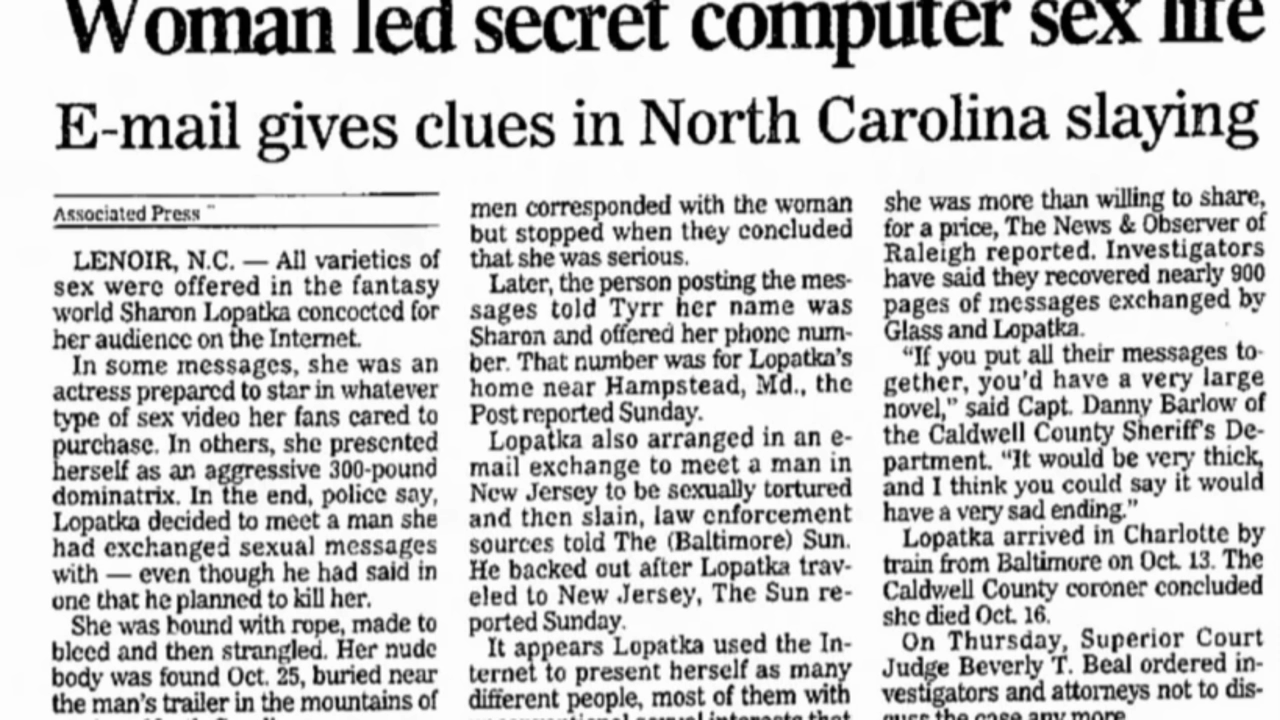 Woman led secret computer sex life
E-mail gives clues in North Carolina slaying
Associated Press
LENOIR, N.C. — All varieties of
sex were offered in the fantasy
world Sharon Lopatka concocted for
her audience on the Internet.
In some messages, she was an
actress prepared to star in whatever
type of sex video her fans cared to
purchase. In others, she presented
herself as an aggressive 300-pound
dominatrix. In the end, police say,
Lopatka decided to meet a man she
had exchanged sexual messages
with — even though he had said in
one that he planned to kill her.
She was bound with rope, made to
bleed and then strangled. Her nude
body was found Oct. 25, buried near
the man's trailer in the mountains of
men corresponded with the woman
but stopped when they concluded
that she was serious.
Later, the person posting the mes-
sages told Tyrr her name was
Sharon and offered her phone num-
ber. That number was for Lopatka's
home near Hampstead, Md., the
Post reported Sunday.
Lopatka also arranged in an e-
mail exchange to meet a man in
New Jersey to be sexually tortured
and then slain, law enforcement
sources told The (Baltimore) Sun.
He backed out after Lopatka trav-
eled to New Jersey, The Sun re-
ported Sunday.
It appears Lopatka used the In-
ternet to present herself as many
different people, most of them with
sexual interests that
she was more than willing to share,
for a price, The News & Observer of
Raleigh reported. Investigators
have said they recovered nearly 900
pages of messages exchanged by
Glass and Lopatka.
"If you put all their messages to-
gether, you'd have a very large
novel," said Capt. Danny Barlow of
the Caldwell County Sheriff's De-
partment. "It would be very thick,
and I think you could say it would
have a very sad ending."
Lopatka arrived in Charlotte by
train from Baltimore on Oct. 13. The
Caldwell County coroner concluded
she died Oct. 16.
On Thursday, Superior Court
Judge Beverly T. Beal ordered in-
vestigators and attorneys not to dis-
cuss the case any more.